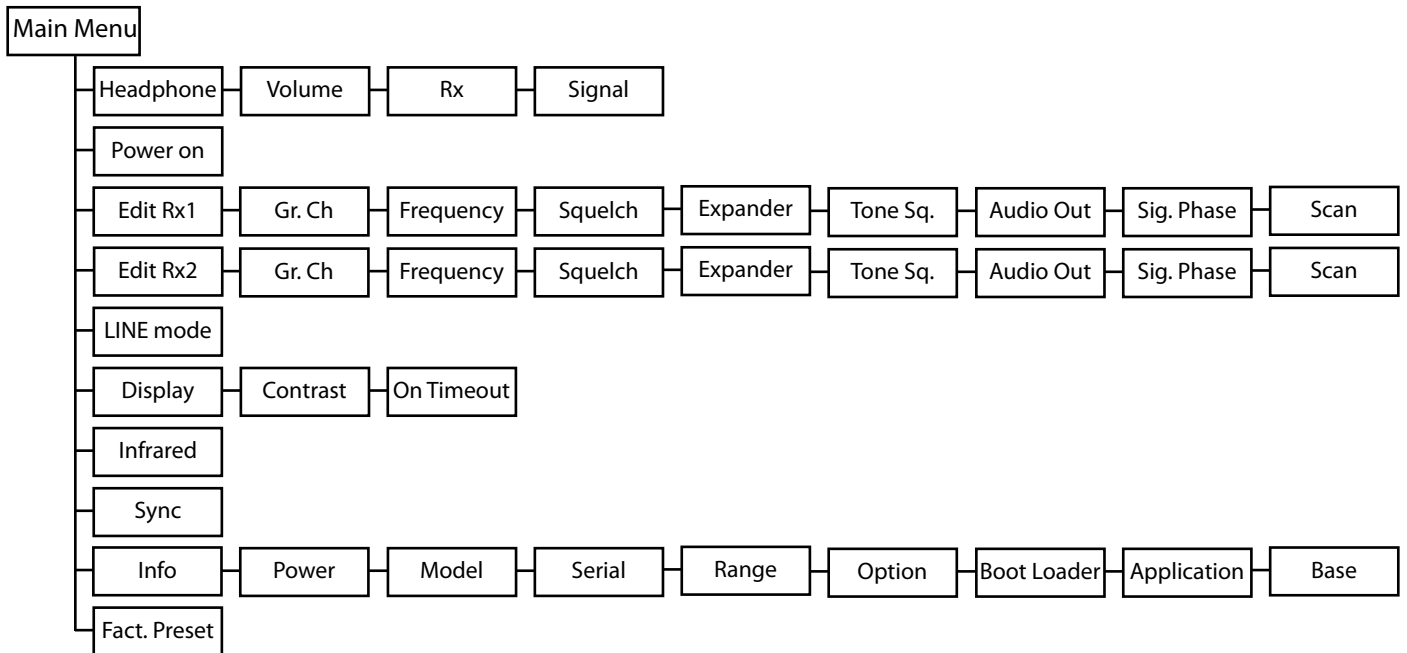 Main Menu
Headphone Volume Rx Signal
Power on
Edit Rx1 Gr. Ch Frequency Squelch Expander Tone Sq. Audio Out Sig. Phase Scan
Edit Rx2 Gr. Ch Frequency Squelch Expander Tone Sq. Audio Out Sig. Phase Scan
LINE mode
Display Contrast On Timeout
Infrared
Sync
Info Power Model Serial Range Option Boot Loader Application Base
Fact. Preset